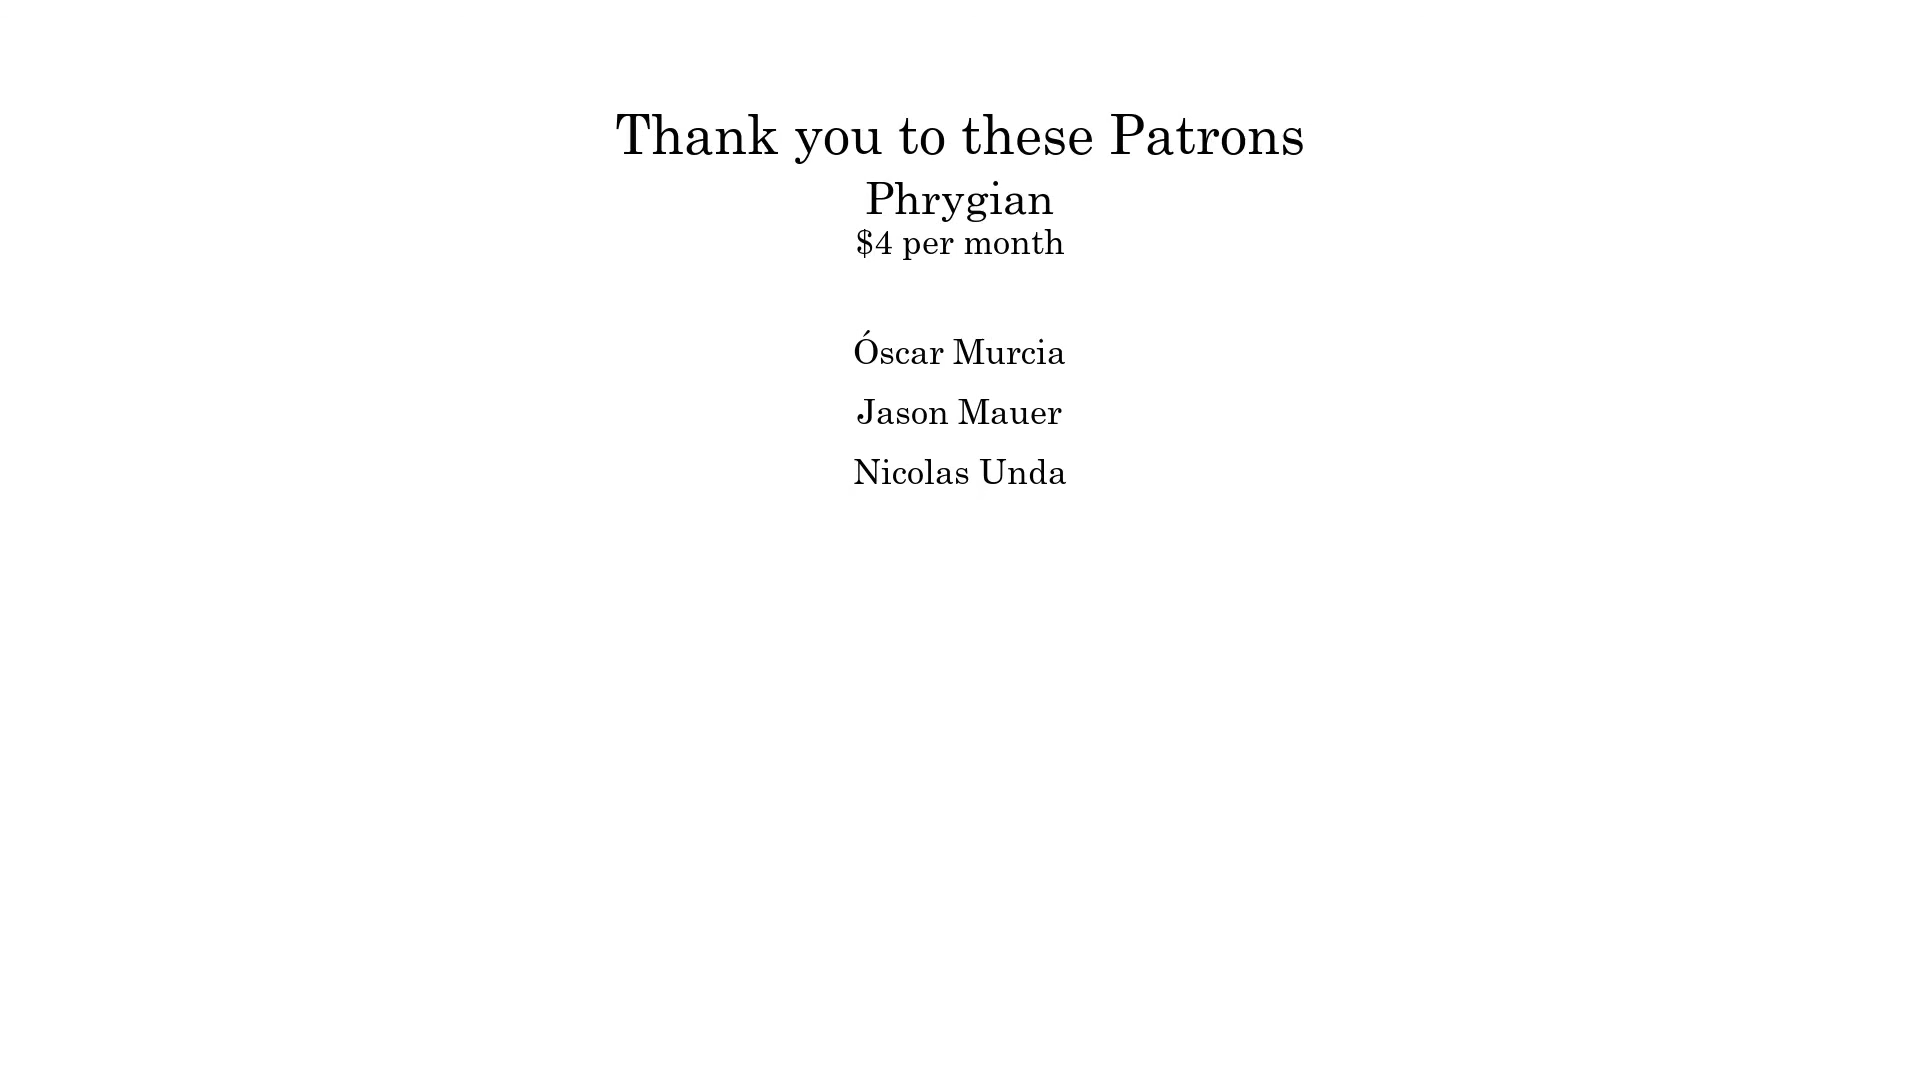 Thank you to these Patrons
Phrygian
$4 per month
Óscar Murcia
Jason Mauer
Nicolas Unda